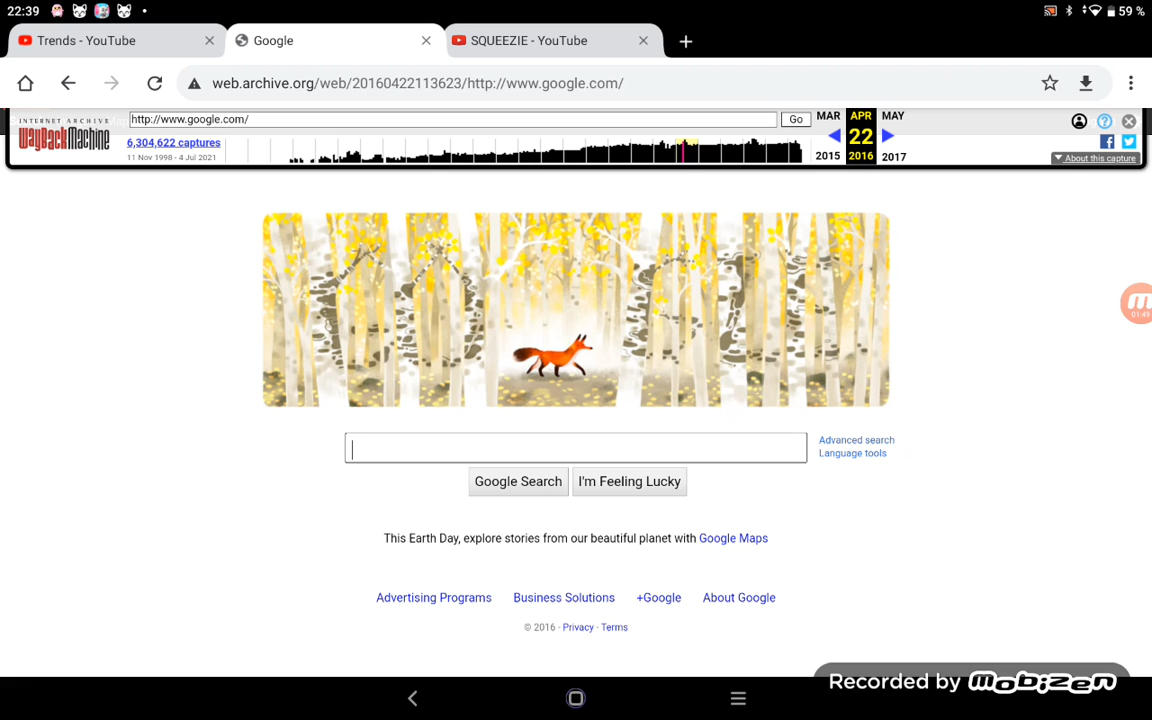 22:39
59 %
Trends - YouTube
Google
SQUEEZIE - YouTube
web.archive.org/web/20160422113623/http://www.google.com/
INTERNET ARCHIVE
WayBackMachine
http://www.google.com/
Go
MAR APR MAY
22
2015 2016 2017
6,304,622 captures
11 Nov 1998 - 4 Jul 2021
About this capture
01:49
Advanced search
Language tools
Google Search
I'm Feeling Lucky
This Earth Day, explore stories from our beautiful planet with Google Maps
Advertising Programs Business Solutions +Google About Google
© 2016 - Privacy - Terms
Recorded by mobizen